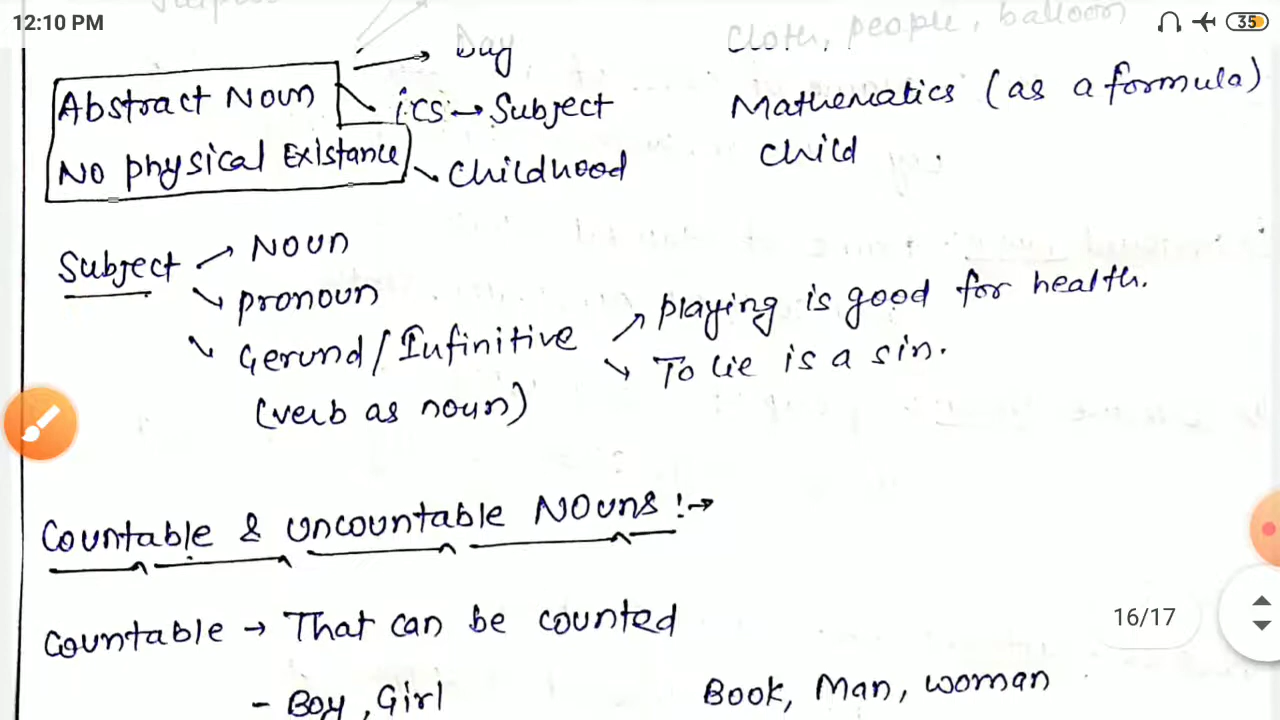 12:10 PM
35
Day
Cloth, people, balloon
Day
Abstract Noun
ics → Subject
Mathematics (as a formula)
No physical Existance
Childhood
child
Subject
Noun
pronoun
Gerund / Infinitive
playing is good for health.
To lie is a sin.
(verb as noun)
Countable & Uncountable Nouns :→
Countable → That can be counted
16/17
- Boy, Girl
Book, Man, woman